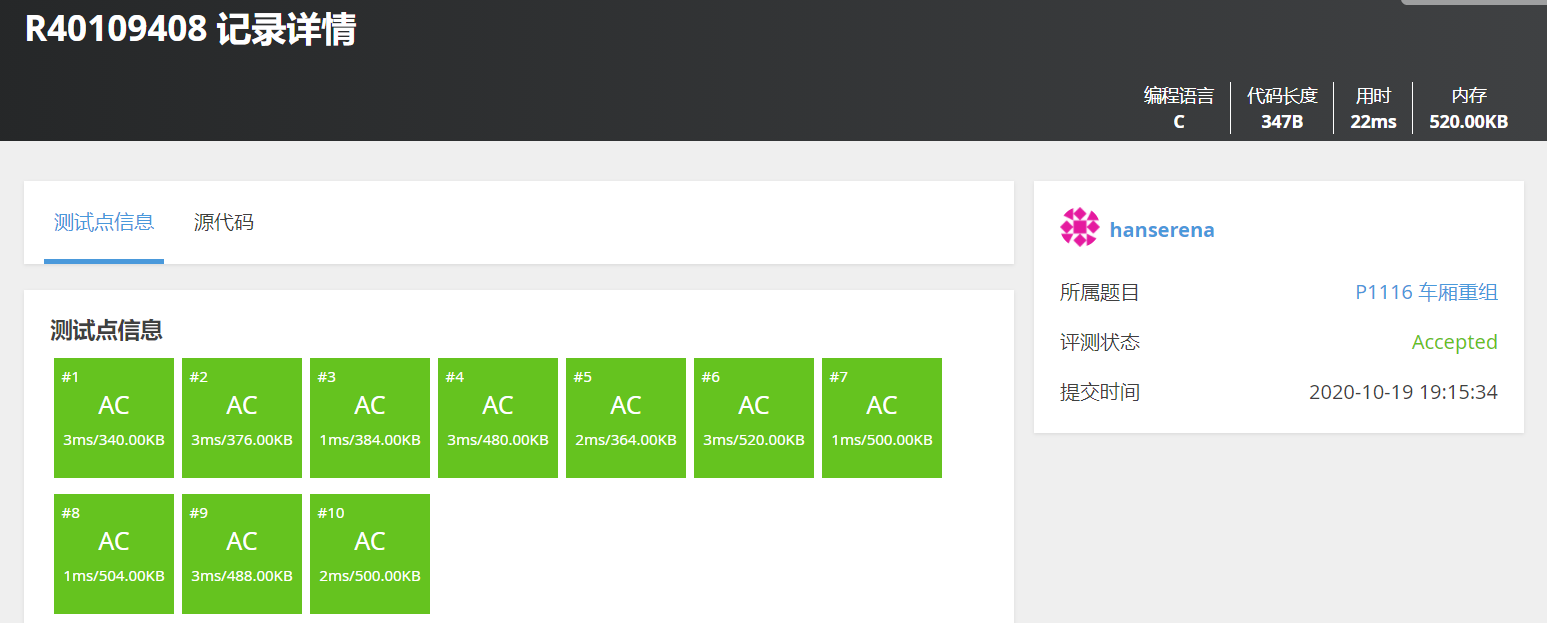 R40109408 记录详情
编程语言 代码长度 用时 内存
C 347B 22ms 520.00KB
测试点信息 源代码
测试点信息
#1 #2 #3 #4 #5 #6 #7
AC AC AC AC AC AC AC
3ms/340.00KB 3ms/376.00KB 1ms/384.00KB 3ms/480.00KB 2ms/364.00KB 3ms/520.00KB 1ms/500.00KB
#8 #9 #10
AC AC AC
1ms/504.00KB 3ms/488.00KB 2ms/500.00KB
hanserena
所属题目 P1116 车厢重组
评测状态 Accepted
提交时间 2020-10-19 19:15:34